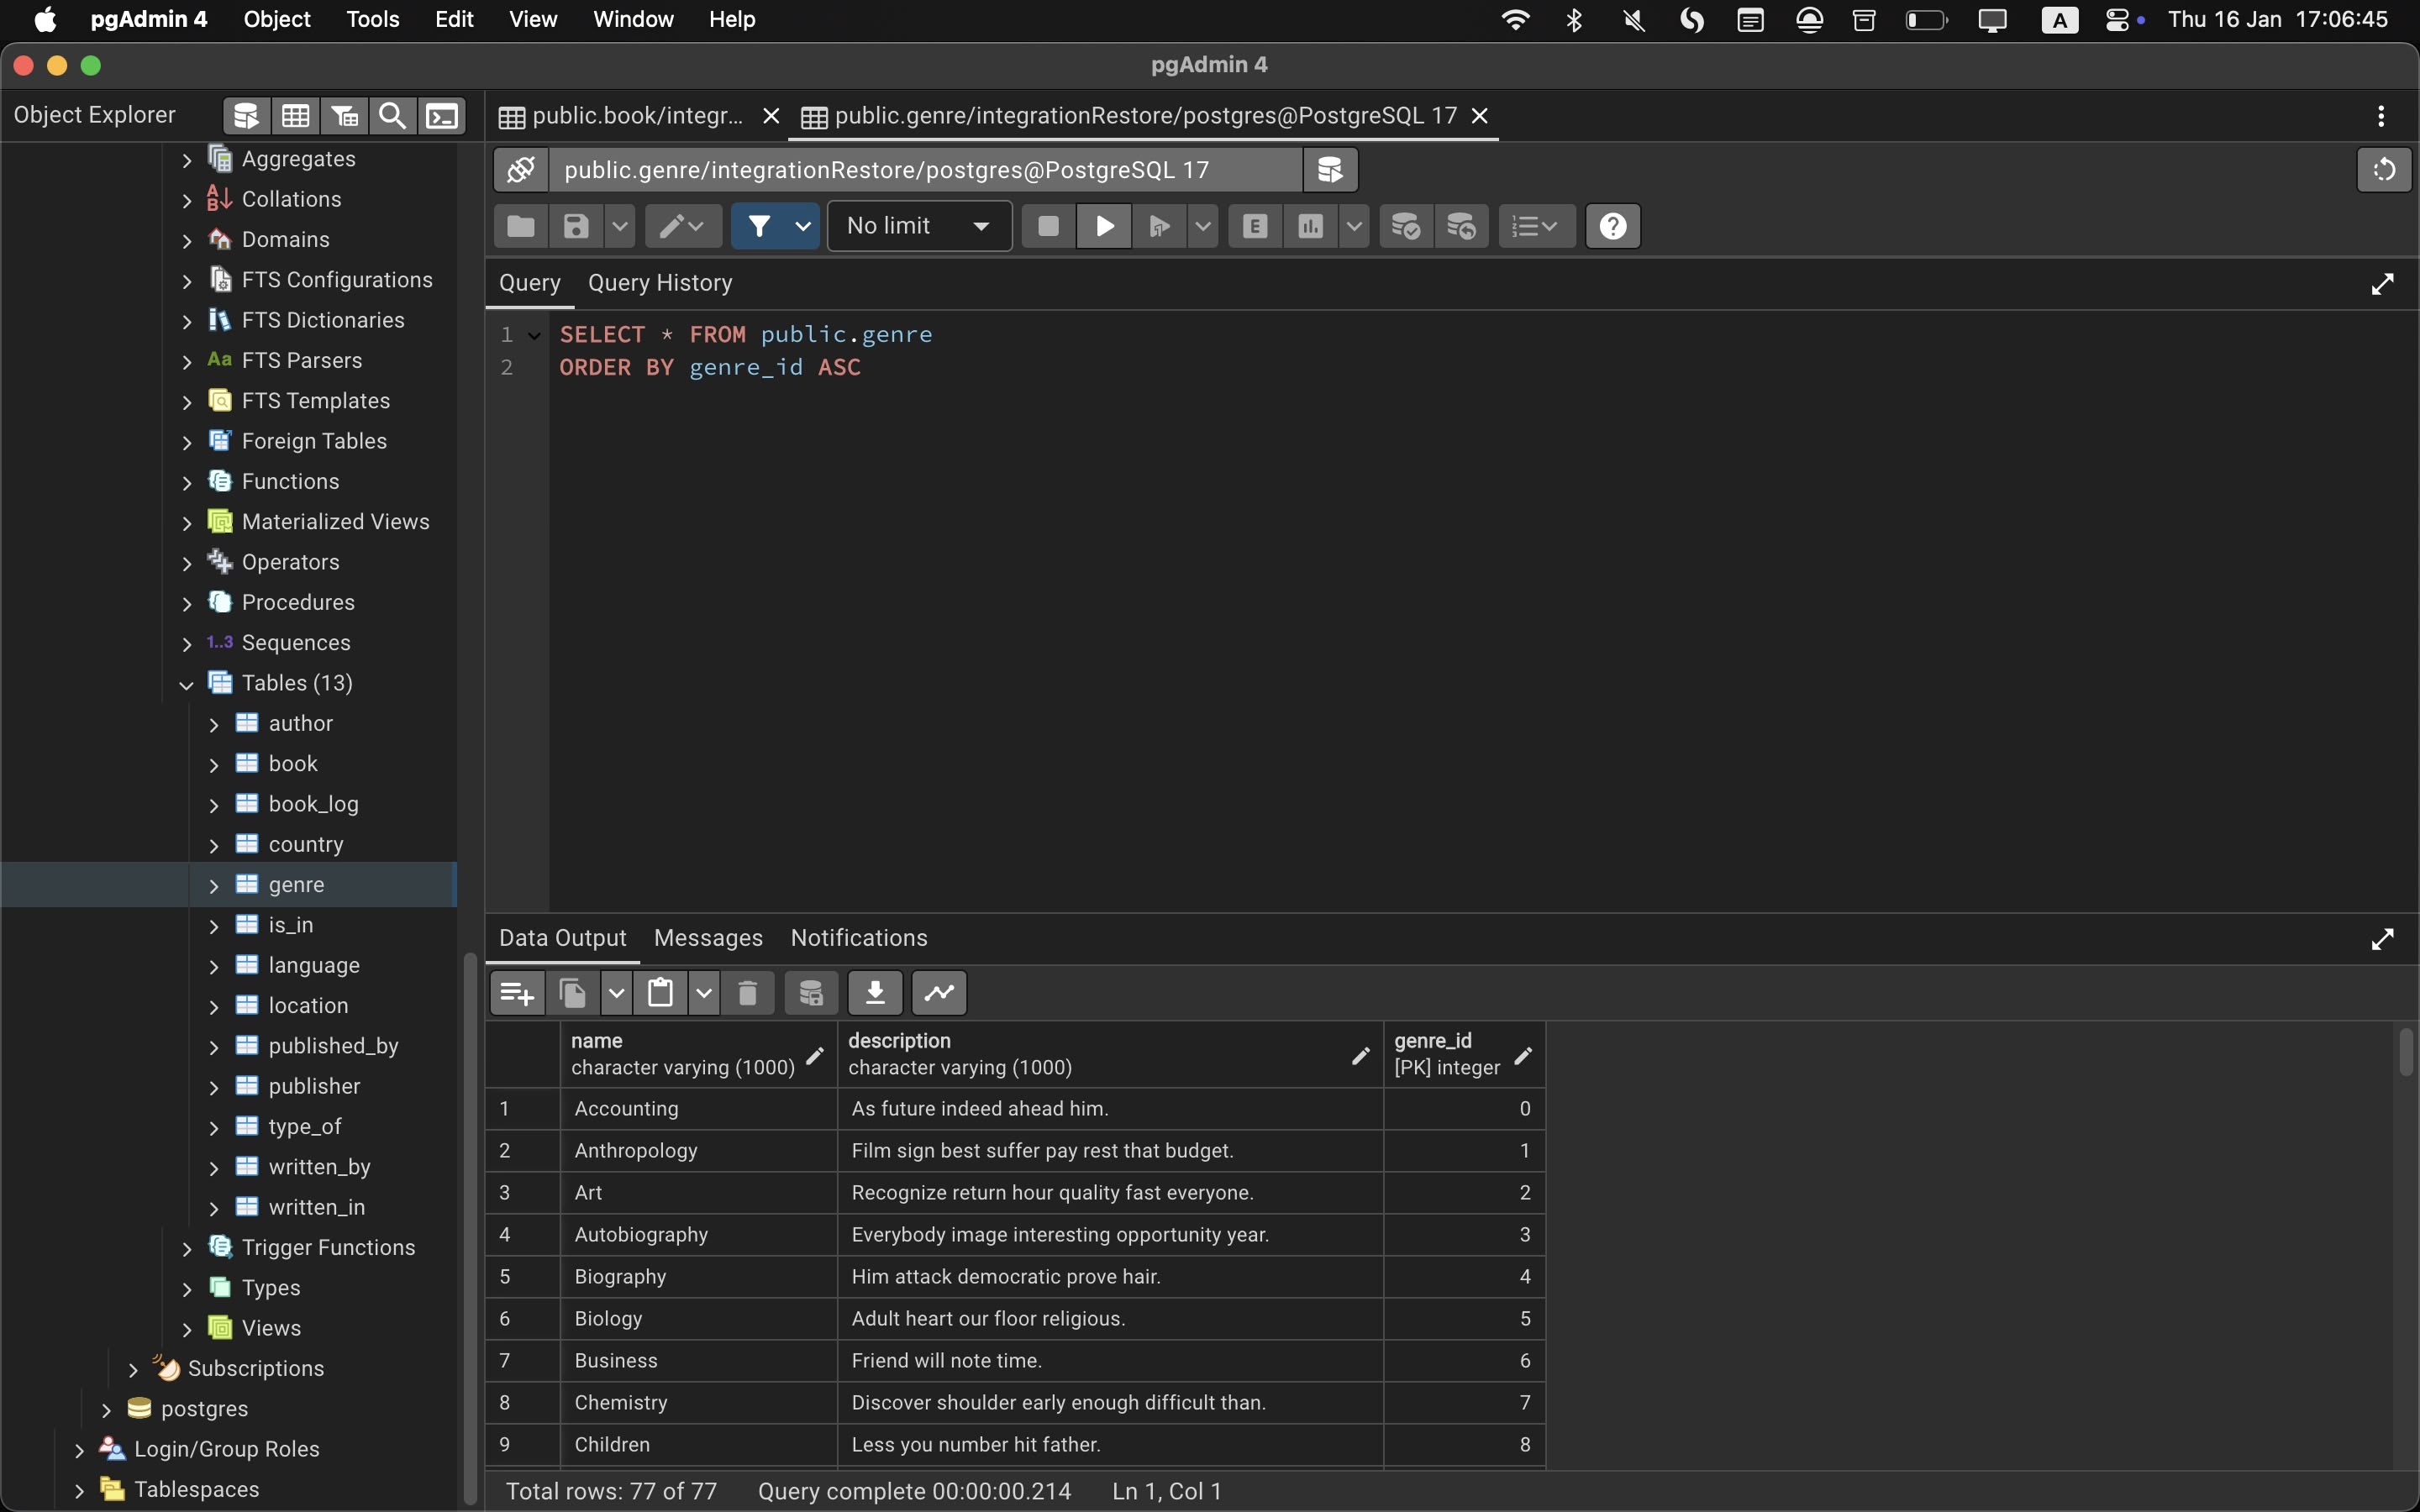 pgAdmin 4 Object Tools Edit View Window Help A Thu 16 Jan 17:06:45
pgAdmin 4
Object Explorer
Aggregates
Collations
Domains
FTS Configurations
FTS Dictionaries
Aa FTS Parsers
FTS Templates
Foreign Tables
Functions
Materialized Views
Operators
Procedures
1..3 Sequences
Tables (13)
author
book
book_log
country
genre
is_in
language
location
published_by
publisher
type_of
written_by
written_in
Trigger Functions
Types
Views
Subscriptions
postgres
Login/Group Roles
Tablespaces
public.book/integr... public.genre/integrationRestore/postgres@PostgreSQL 17
public.genre/integrationRestore/postgres@PostgreSQL 17
No limit E
Query Query History
1 SELECT * FROM public.genre
2 ORDER BY genre_id ASC
Data Output Messages Notifications
name description genre_id
character varying (1000) character varying (1000) [PK] integer
1 Accounting As future indeed ahead him. 0
2 Anthropology Film sign best suffer pay rest that budget. 1
3 Art Recognize return hour quality fast everyone. 2
4 Autobiography Everybody image interesting opportunity year. 3
5 Biography Him attack democratic prove hair. 4
6 Biology Adult heart our floor religious. 5
7 Business Friend will note time. 6
8 Chemistry Discover shoulder early enough difficult than. 7
9 Children Less you number hit father. 8
Total rows: 77 of 77 Query complete 00:00:00.214 Ln 1, Col 1